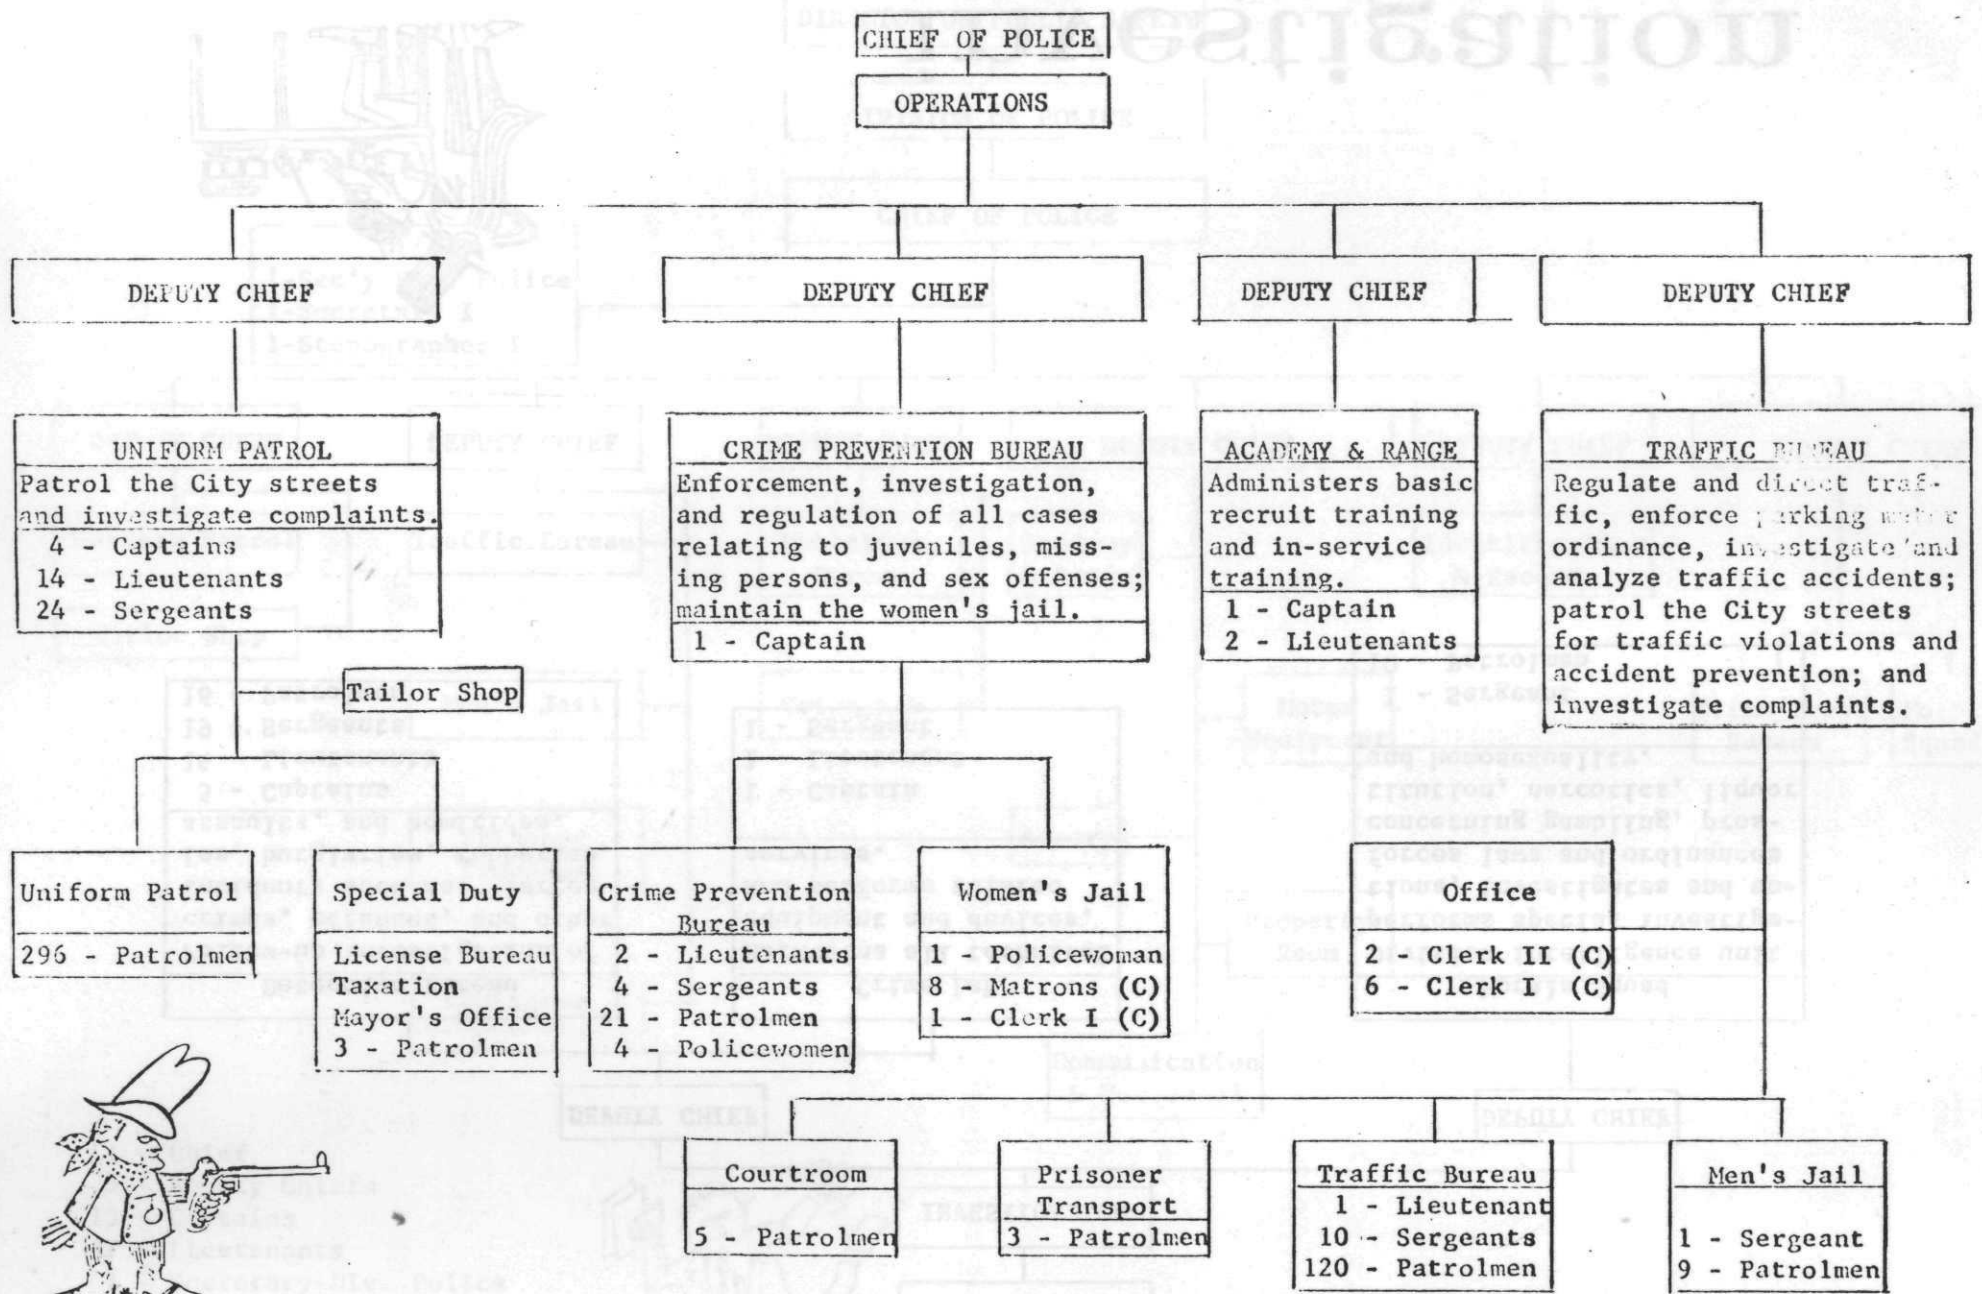 CHIEF OF POLICE
OPERATIONS
DEPUTY CHIEF
DEPUTY CHIEF
DEPUTY CHIEF
DEPUTY CHIEF
UNIFORM PATROL
Patrol the City streets
and investigate complaints.
4 - Captains
14 - Lieutenants
24 - Sergeants
Tailor Shop
CRIME PREVENTION BUREAU
Enforcement, investigation,
and regulation of all cases
relating to juveniles, miss-
ing persons, and sex offenses;
maintain the women's jail.
1 - Captain
ACADEMY & RANGE
Administers basic
recruit training
and in-service
training.
1 - Captain
2 - Lieutenants
TRAFFIC BUREAU
Regulate and direct traf-
fic, enforce parking meter
ordinance, investigate and
analyze traffic accidents;
patrol the City streets
for traffic violations and
accident prevention; and
investigate complaints.
Uniform Patrol
296 - Patrolmen
Special Duty
License Bureau
Taxation
Mayor's Office
3 - Patrolmen
Crime Prevention
Bureau
2 - Lieutenants
4 - Sergeants
21 - Patrolmen
4 - Policewomen
Women's Jail
1 - Policewoman
8 - Matrons (C)
1 - Clerk I (C)
Office
2 - Clerk II (C)
6 - Clerk I (C)
Courtroom
5 - Patrolmen
Prisoner
Transport
3 - Patrolmen
Traffic Bureau
1 - Lieutenant
10 - Sergeants
120 - Patrolmen
Men's Jail
1 - Sergeant
9 - Patrolmen